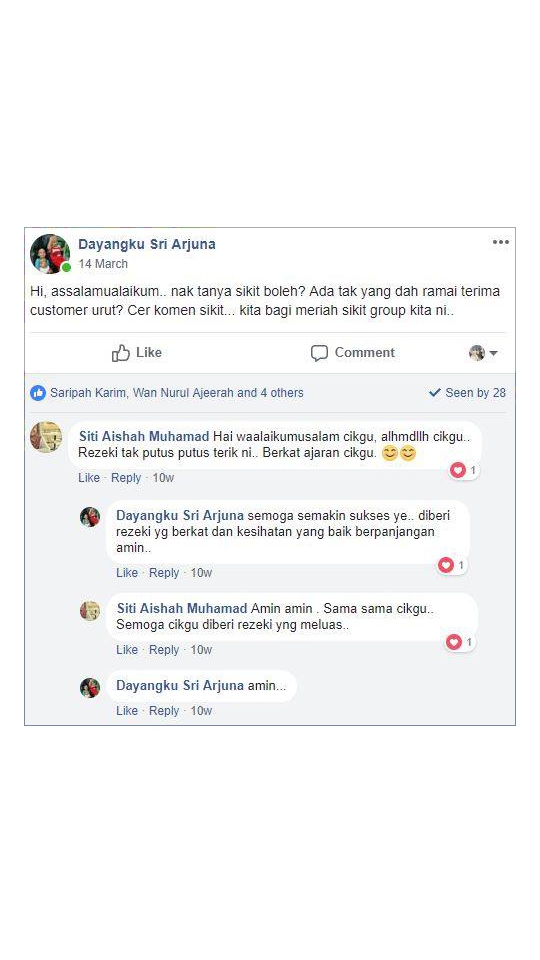 Dayangku Sri Arjuna
14 March
Hi, assalamualaikum.. nak tanya sikit boleh? Ada tak yang dah ramai terima
customer urut? Cer komen sikit... kita bagi meriah sikit group kita ni..
Like Comment
Saripah Karim, Wan Nurul Ajeerah and 4 others Seen by 28
Siti Aishah Muhamad Hai waalaikumusalam cikgu, alhmdllh cikgu..
Rezeki tak putus putus terik ni.. Berkat ajaran cikgu. 😊😊
1
Like · Reply · 10w
Dayangku Sri Arjuna semoga semakin sukses ye.. diberi
rezeki yg berkat dan kesihatan yang baik berpanjangan
amin..
1
Like · Reply · 10w
Siti Aishah Muhamad Amin amin . Sama sama cikgu..
Semoga cikgu diberi rezeki yng meluas..
1
Like · Reply · 10w
Dayangku Sri Arjuna amin...
Like · Reply · 10w